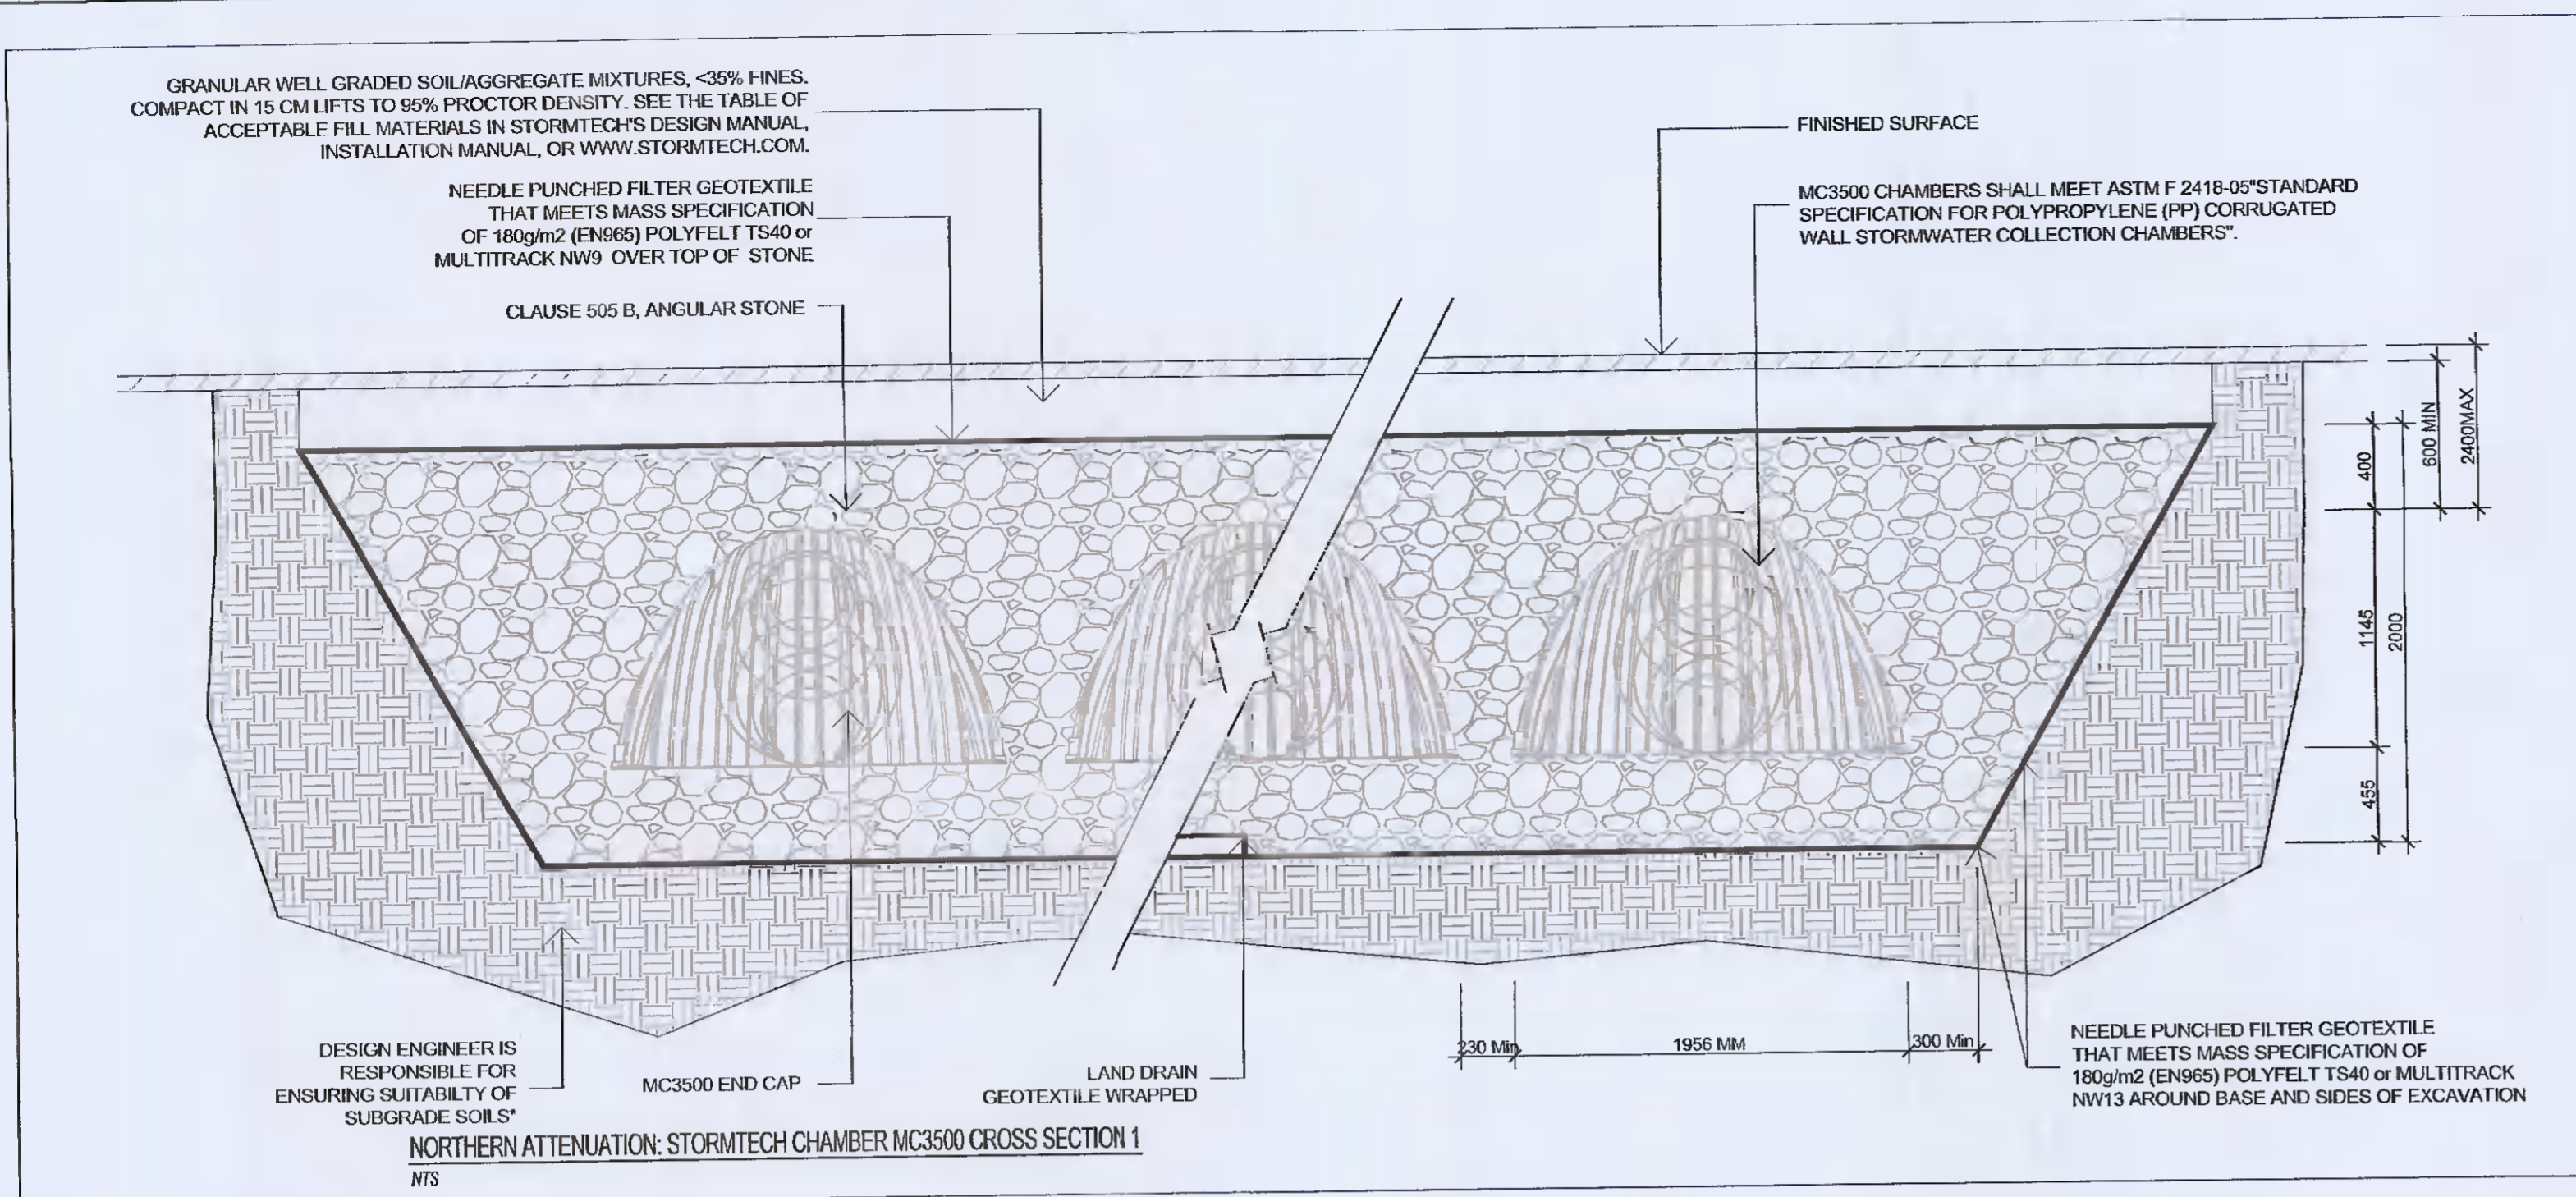 GRANULAR WELL GRADED SOIL/AGGREGATE MIXTURES, <35% FINES.
COMPACT IN 15 CM LIFTS TO 95% PROCTOR DENSITY. SEE THE TABLE OF
ACCEPTABLE FILL MATERIALS IN STORMTECH'S DESIGN MANUAL,
INSTALLATION MANUAL, OR WWW.STORMTECH.COM.
NEEDLE PUNCHED FILTER GEOTEXTILE
THAT MEETS MASS SPECIFICATION
OF 180g/m2 (EN965) POLYFELT TS40 or
MULTITRACK NW9 OVER TOP OF STONE
CLAUSE 505 B, ANGULAR STONE
FINISHED SURFACE
MC3500 CHAMBERS SHALL MEET ASTM F 2418-05"STANDARD
SPECIFICATION FOR POLYPROPYLENE (PP) CORRUGATED
WALL STORMWATER COLLECTION CHAMBERS".
400
600 MIN
2400MAX
1145
2000
455
230 Min
1956 MM
300 Min
DESIGN ENGINEER IS
RESPONSIBLE FOR
ENSURING SUITABILTY OF
SUBGRADE SOILS*
MC3500 END CAP
LAND DRAIN
GEOTEXTILE WRAPPED
NEEDLE PUNCHED FILTER GEOTEXTILE
THAT MEETS MASS SPECIFICATION OF
180g/m2 (EN965) POLYFELT TS40 or MULTITRACK
NW13 AROUND BASE AND SIDES OF EXCAVATION
NORTHERN ATTENUATION: STORMTECH CHAMBER MC3500 CROSS SECTION 1
NTS